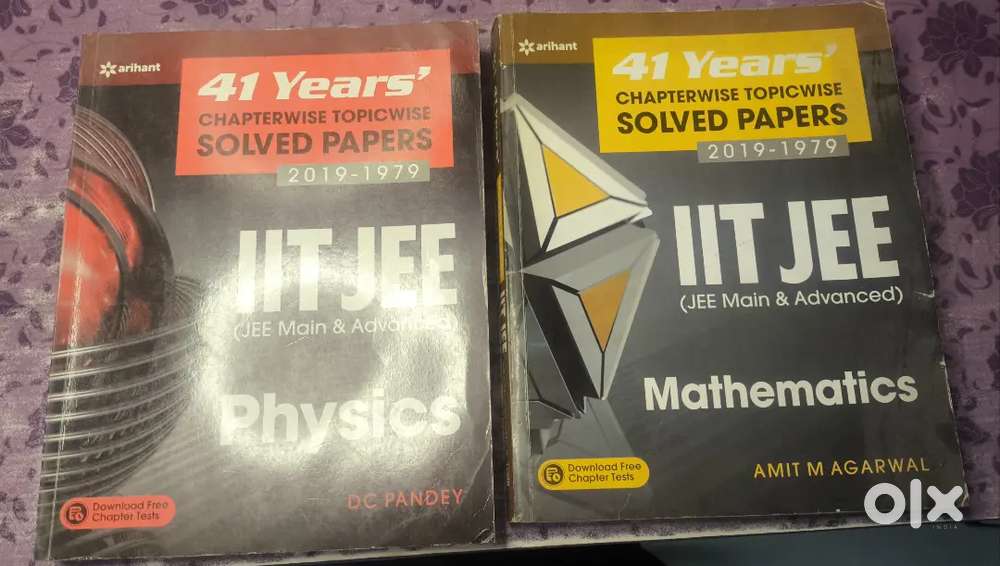 arihant
41 Years'
CHAPTERWISE TOPICWISE
SOLVED PAPERS
2019-1979
IIT JEE
(JEE Main & Advanced)
Physics
Download Free
Chapter Tests
DC PANDEY
arihant
41 Years'
CHAPTERWISE TOPICWISE
SOLVED PAPERS
2019-1979
IIT JEE
(JEE Main & Advanced)
Mathematics
Download Free
Chapter Tests
AMIT M AGARWAL
olx
INDIA